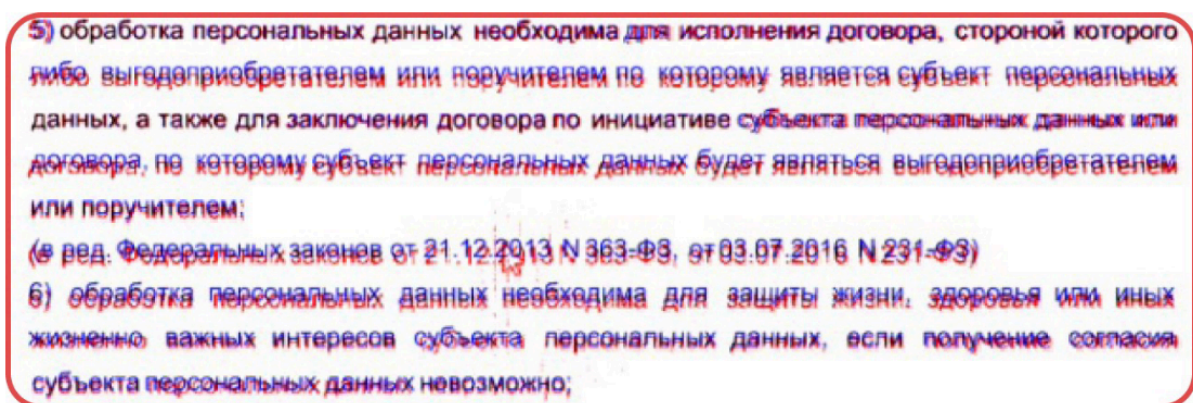 5) обработка персональных данных необходима для исполнения договора, стороной которого
либо выгодоприобретателем или поручителем по которому является субъект персональных
данных, а также для заключения договора по инициативе субъекта персональных данных или
договора, по которому субъект персональных данных будет являться выгодоприобретателем
или поручителем;
(в ред. Федеральных законов от 21.12.2013 N 363-ФЗ, от 03.07.2016 N 231-ФЗ)
6) обработка персональных данных необходима для защиты жизни, здоровья или иных
жизненно важных интересов субъекта персональных данных, если получение согласия
субъекта персональных данных невозможно;